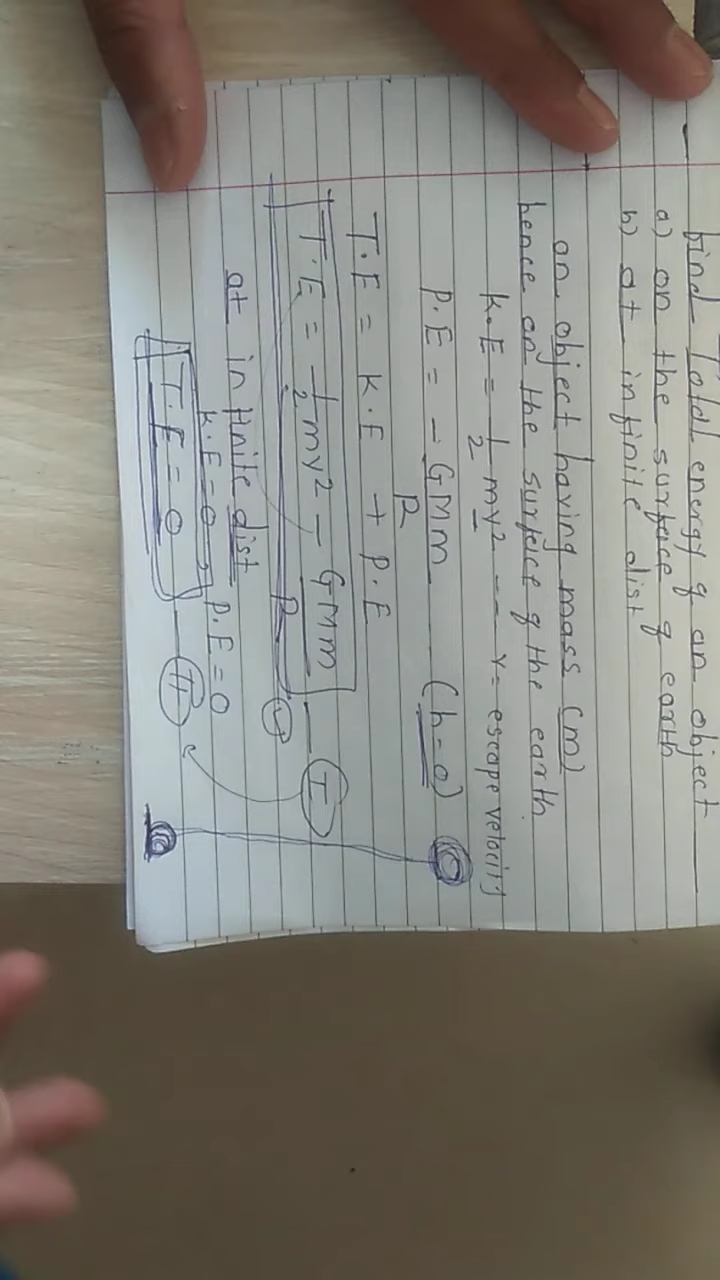 find Total energy of an object
a) on the surface of earth
b) at infinite dist
an object having mass (m)
hence on the surface of the earth
K.E = 1/2 mv² -- v = escape velocity
P.E = - GMm/R (h=0)
T.E = K.E + P.E
T.E = 1/2 mv² - GMm/R — I
at infinite dist
K.E = 0, P.E = 0
T.E = 0 — II